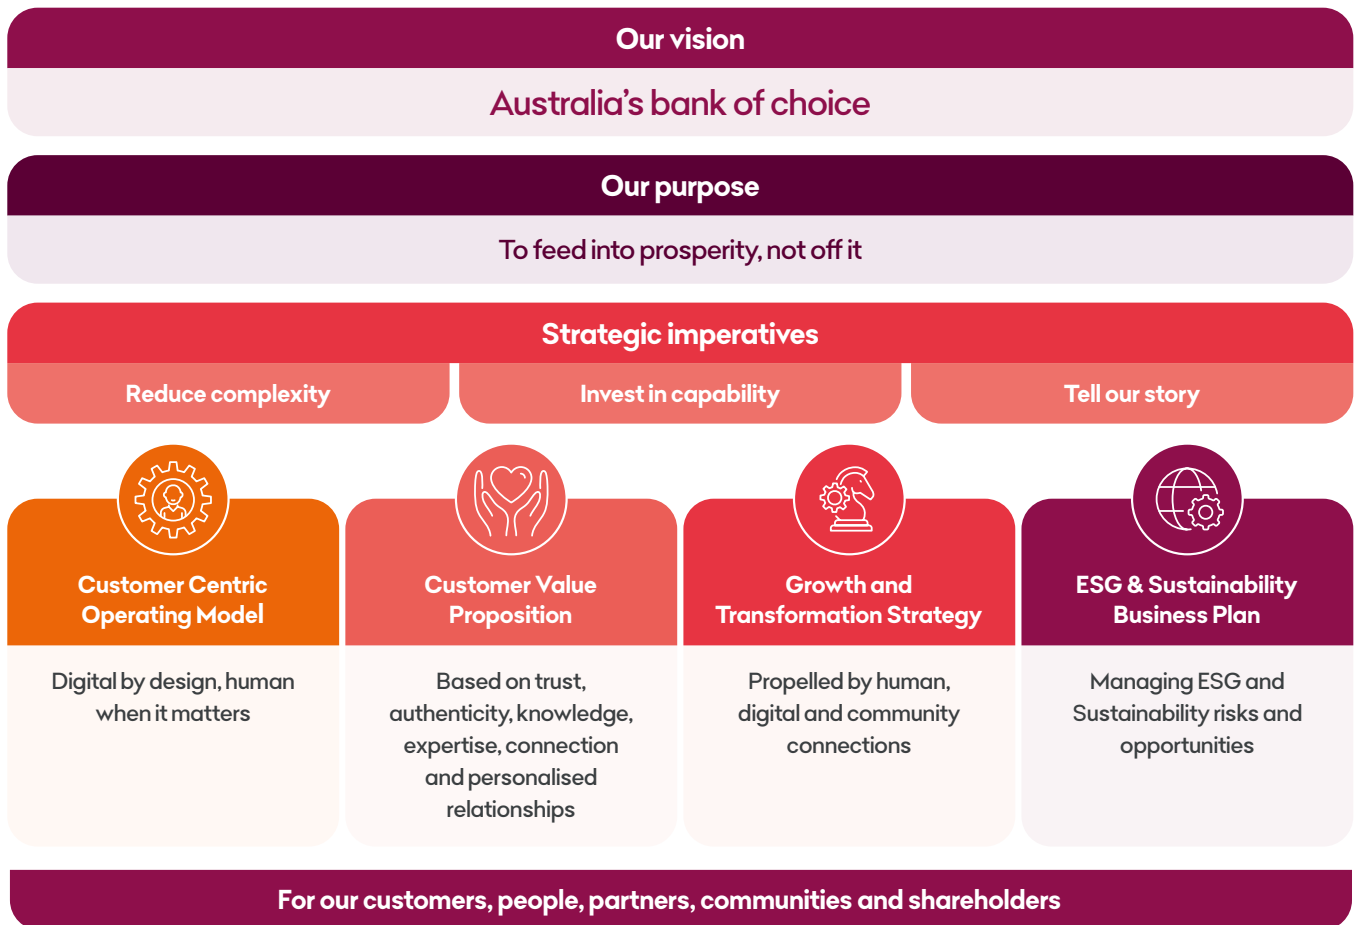 Our vision
Australia's bank of choice
Our purpose
To feed into prosperity, not off it
Strategic imperatives
Reduce complexity
Invest in capability
Tell our story
Customer Centric
Operating Model
Digital by design, human
when it matters
Customer Value
Proposition
Based on trust,
authenticity, knowledge,
expertise, connection
and personalised
relationships
Growth and
Transformation Strategy
Propelled by human,
digital and community
connections
ESG & Sustainability
Business Plan
Managing ESG and
Sustainability risks and
opportunities
For our customers, people, partners, communities and shareholders